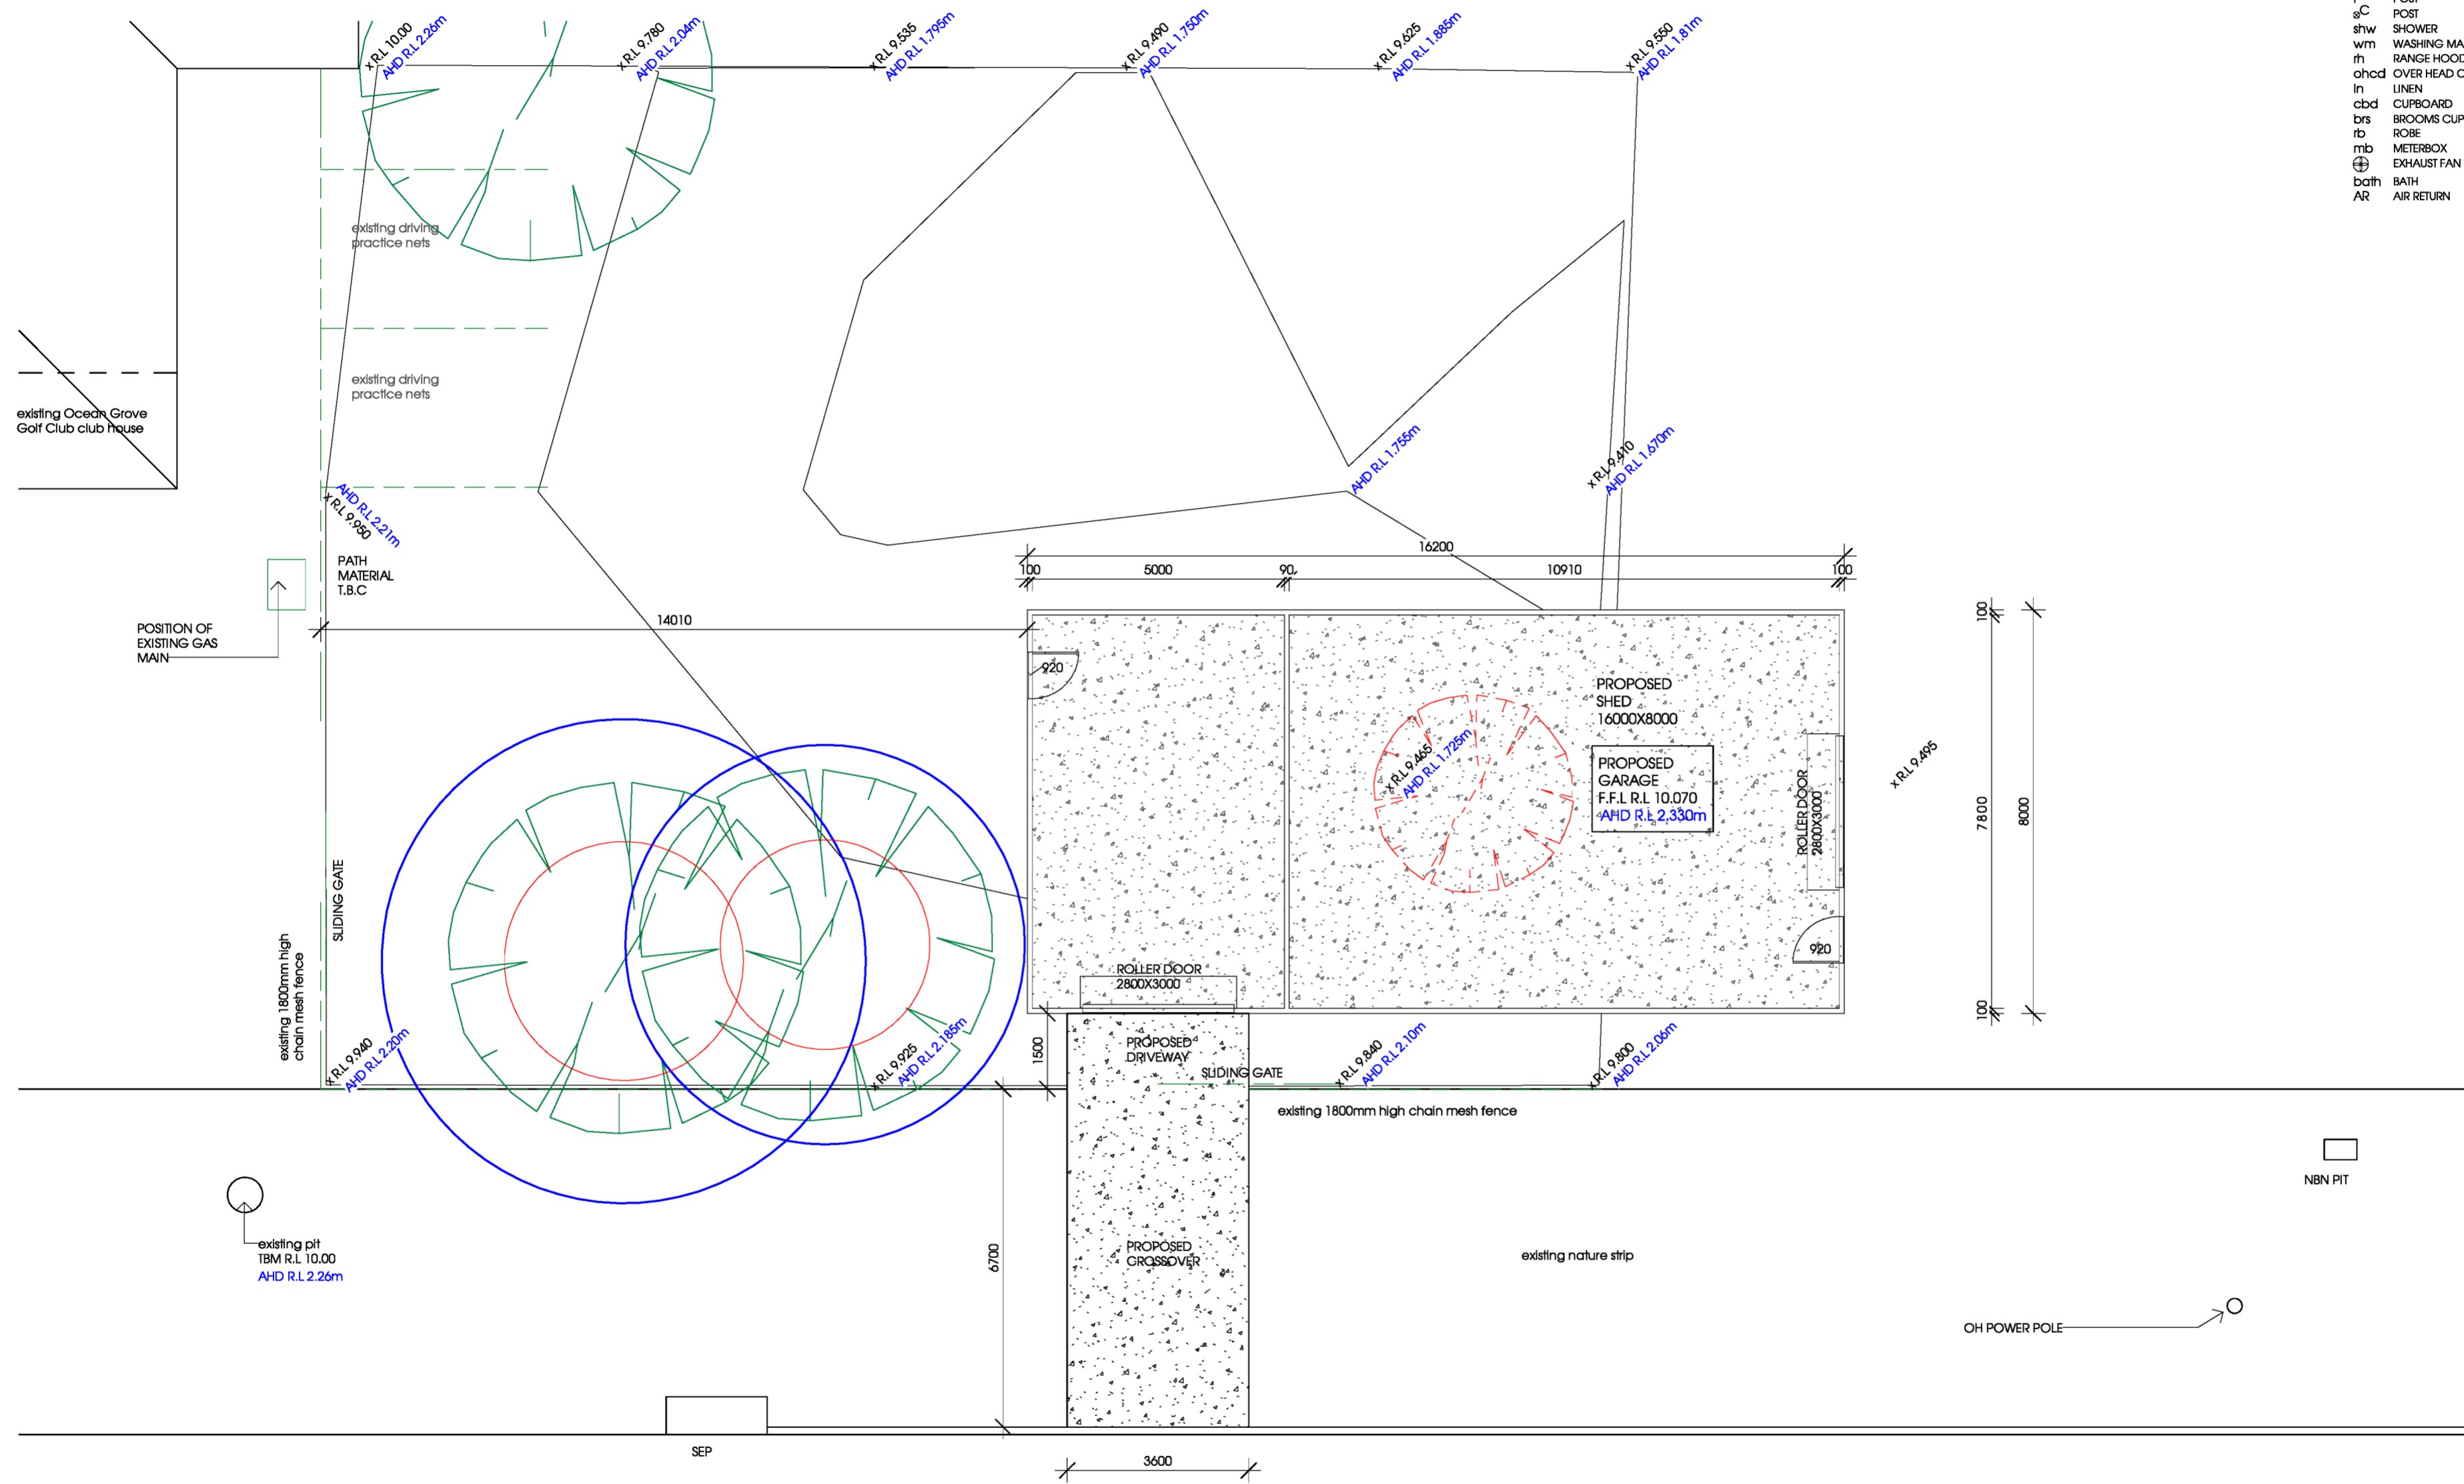 x R.L 10.00
AHD R.L 2.26m
x R.L 9.780
AHD R.L 2.04m
x R.L 9.535
AHD R.L 1.795m
x R.L 9.490
AHD R.L 1.750m
x R.L 9.625
AHD R.L 1.885m
x R.L 9.550
AHD R.L 1.81m
C POST
shw SHOWER
wm WASHING MA
rh RANGE HOOD
ohcd OVER HEAD C
ln LINEN
cbd CUPBOARD
brs BROOMS CUP
rb ROBE
mb METERBOX
EXHAUST FAN
bath BATH
AR AIR RETURN
existing driving
practice nets
existing driving
practice nets
existing Ocean Grove
Golf Club club house
AHD R.L 2.21m
x R.L 9.950
AHD R.L 1.755m
x R.L 9.410
AHD R.L 1.670m
PATH
MATERIAL
T.B.C
POSITION OF
EXISTING GAS
MAIN
14010
16200
100
5000
90
10910
100
920
PROPOSED
SHED
16000X8000
x R.L 9.465
AHD R.L 1.725m
PROPOSED
GARAGE
F.F.L R.L 10.070
AHD R.L 2.330m
ROLLER DOOR
2800X3000
x R.L 9.495
100
7800
8000
100
920
SLIDING GATE
existing 1800mm high
chain mesh fence
ROLLER DOOR
2800X3000
x R.L 9.940
AHD R.L 2.20m
x R.L 9.925
AHD R.L 2.185m
1500
PROPOSED
DRIVEWAY
SLIDING GATE
x R.L 9.840
AHD R.L 2.10m
x R.L 9.800
AHD R.L 2.06m
existing 1800mm high chain mesh fence
NBN PIT
existing pit
TBM R.L 10.00
AHD R.L 2.26m
6700
PROPOSED
CROSSOVER
existing nature strip
OH POWER POLE
SEP
3600